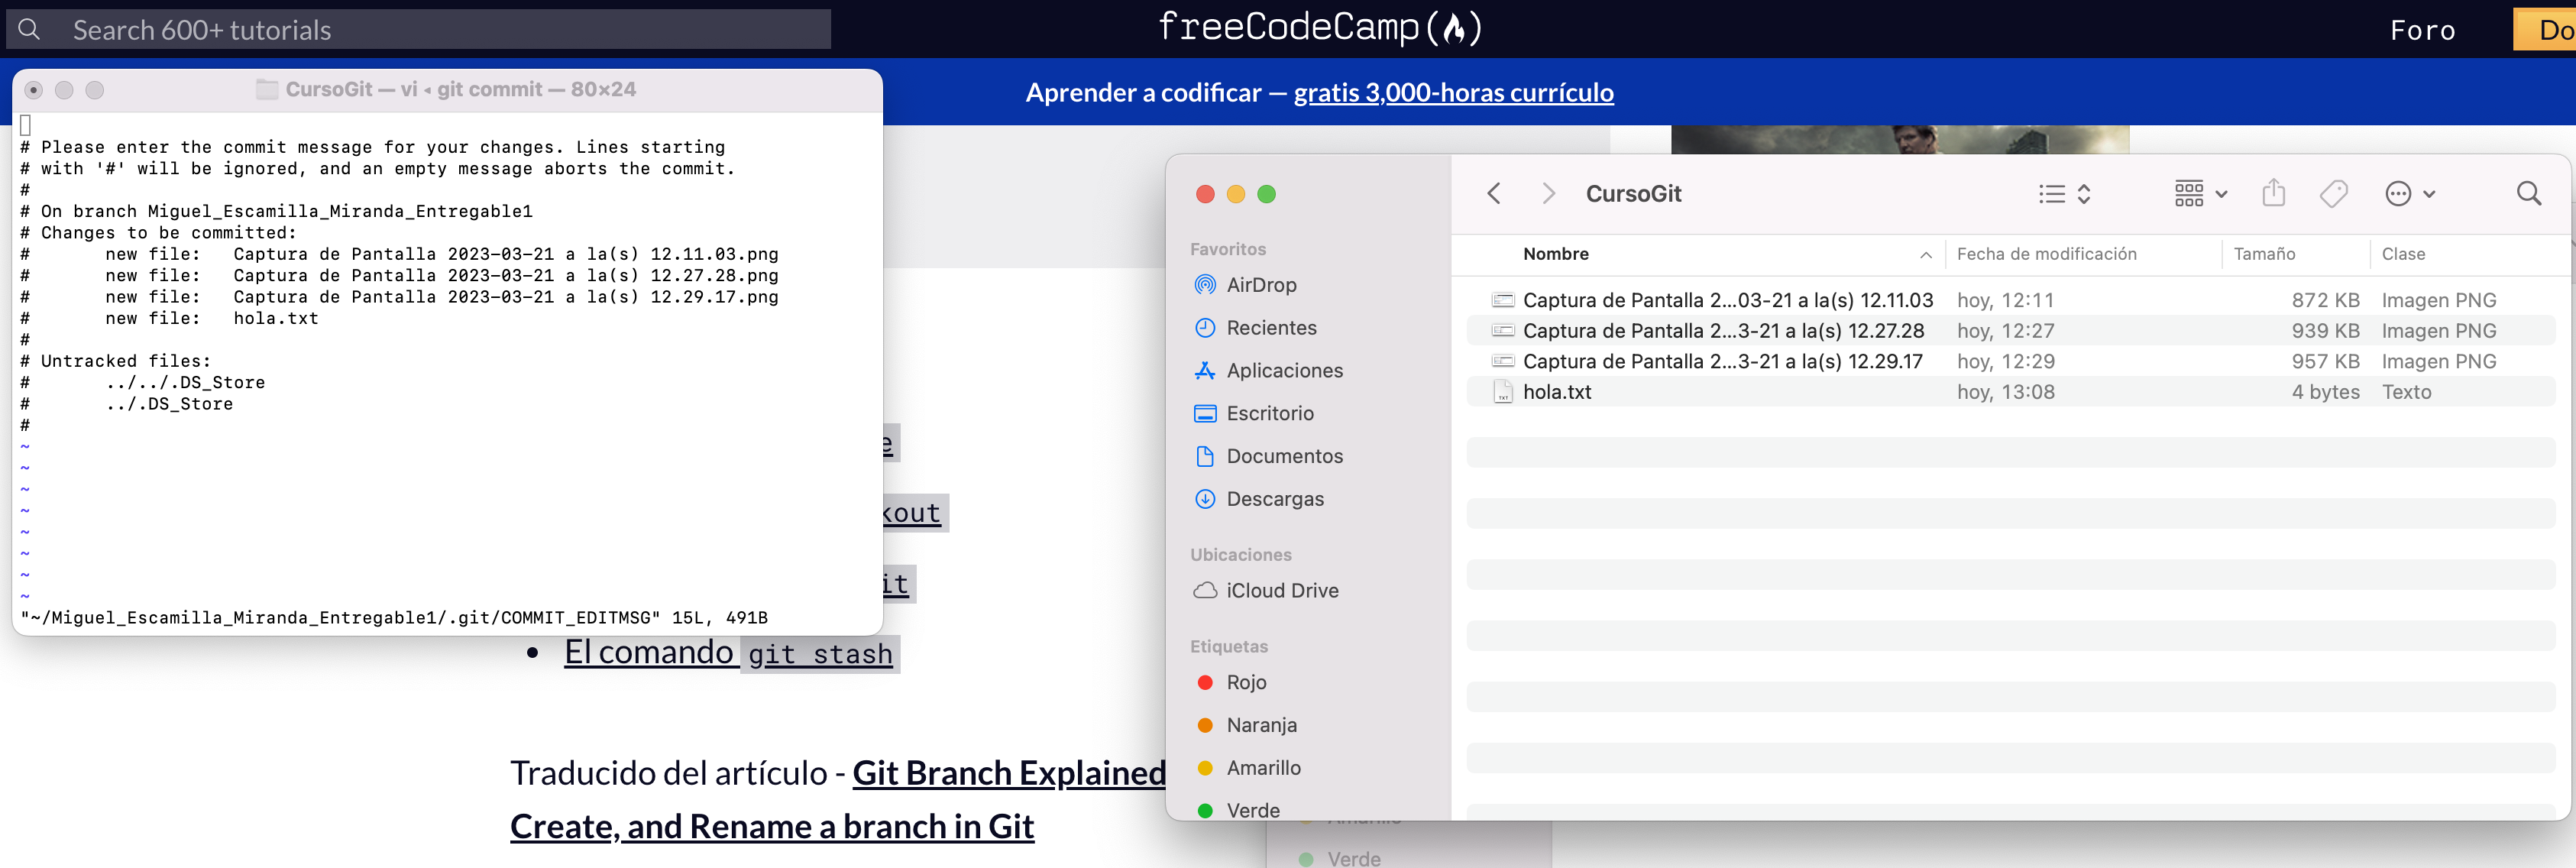 Search 600+ tutorials
freeCodeCamp
Foro
Do
Aprender a codificar — gratis 3,000-horas currículo
CursoGit — vi ◂ git commit — 80×24
# Please enter the commit message for your changes. Lines starting
# with '#' will be ignored, and an empty message aborts the commit.
#
# On branch Miguel_Escamilla_Miranda_Entregable1
# Changes to be committed:
#       new file:   Captura de Pantalla 2023-03-21 a la(s) 12.11.03.png
#       new file:   Captura de Pantalla 2023-03-21 a la(s) 12.27.28.png
#       new file:   Captura de Pantalla 2023-03-21 a la(s) 12.29.17.png
#       new file:   hola.txt
#
# Untracked files:
#       ../../.DS_Store
#       ../.DS_Store
#
~
~
~
~
~
~
~
~
"~/Miguel_Escamilla_Miranda_Entregable1/.git/COMMIT_EDITMSG" 15L, 491B
e
kout
it
El comando git stash
Traducido del artículo - Git Branch Explained
Create, and Rename a branch in Git
CursoGit
Favoritos
AirDrop
Recientes
Aplicaciones
Escritorio
Documentos
Descargas
Ubicaciones
iCloud Drive
Etiquetas
Rojo
Naranja
Amarillo
Verde
Nombre Fecha de modificación Tamaño Clase
Captura de Pantalla 2...03-21 a la(s) 12.11.03 hoy, 12:11 872 KB Imagen PNG
Captura de Pantalla 2...3-21 a la(s) 12.27.28 hoy, 12:27 939 KB Imagen PNG
Captura de Pantalla 2...3-21 a la(s) 12.29.17 hoy, 12:29 957 KB Imagen PNG
hola.txt hoy, 13:08 4 bytes Texto
Amarillo
Verde